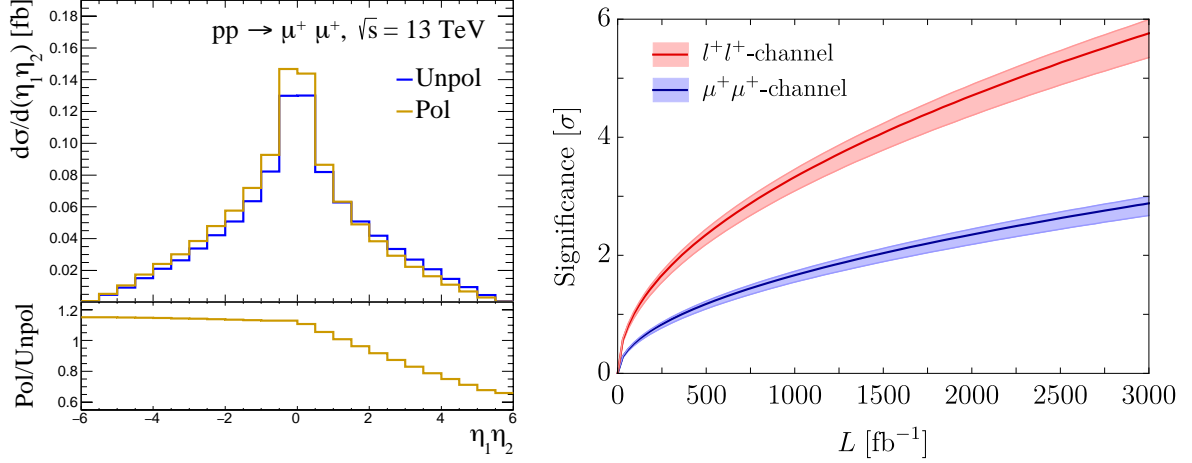 dσ/d(η₁η₂) [fb]
0.18
0.16
0.14
0.12
0.10
0.08
0.06
0.04
0.02
pp → μ⁺ μ⁺, √s = 13 TeV
Unpol
Pol
Pol/Unpol
1.2
1
0.8
0.6
−6 −4 −2 0 2 4 6
η₁η₂
Significance [σ]
6
4
2
0
l⁺l⁺-channel
μ⁺μ⁺-channel
0 500 1000 1500 2000 2500 3000
L [fb⁻¹]